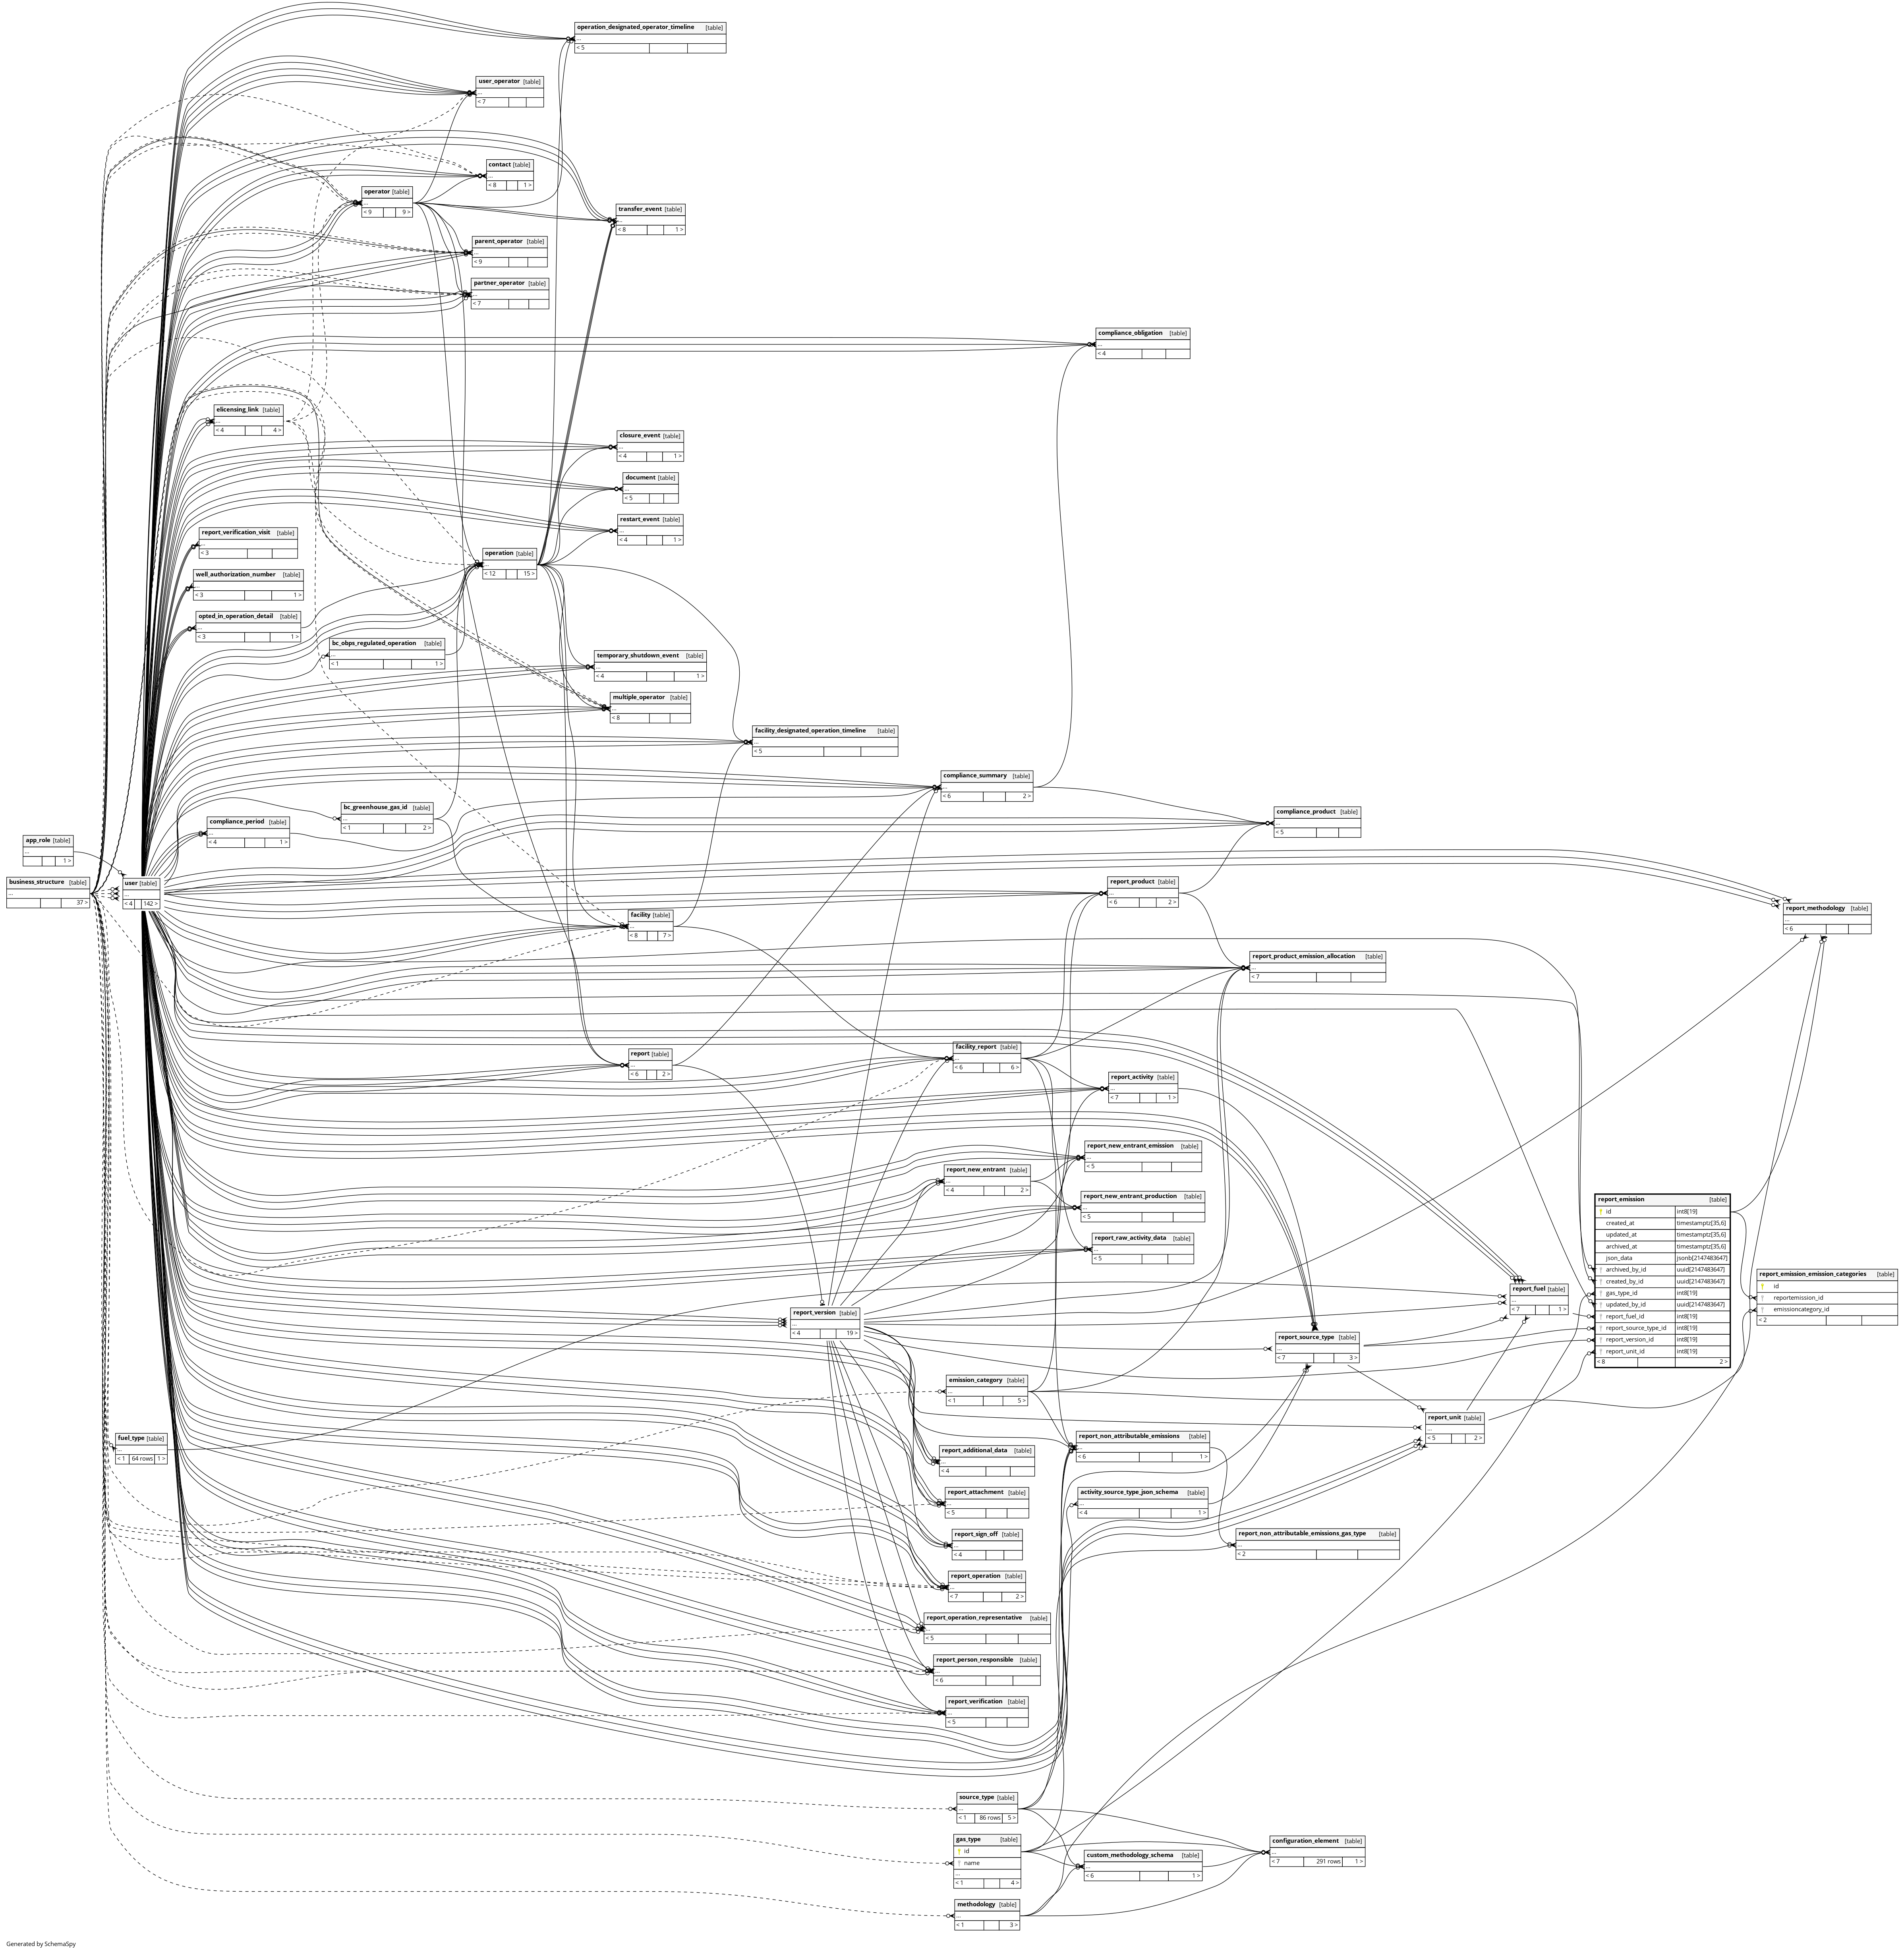 operation_designated_operator_timeline [table]
...
< 5
user_operator [table]
...
< 7
contact [table]
...
< 8 1 >
operator [table]
...
< 9 9 >
transfer_event [table]
...
< 8 1 >
parent_operator [table]
...
< 9
partner_operator [table]
...
< 7
compliance_obligation [table]
...
< 4
elicensing_link [table]
...
< 4 4 >
closure_event [table]
...
< 4 1 >
document [table]
...
< 5
restart_event [table]
...
< 4 1 >
report_verification_visit [table]
...
< 3
operation [table]
...
< 12 15 >
well_authorization_number [table]
...
< 3 1 >
opted_in_operation_detail [table]
...
< 3 1 >
bc_obps_regulated_operation [table]
...
< 1 1 >
temporary_shutdown_event [table]
...
< 4 1 >
multiple_operator [table]
...
< 8
facility_designated_operation_timeline [table]
...
< 5
compliance_summary [table]
...
< 6 2 >
bc_greenhouse_gas_id [table]
...
< 1 2 >
compliance_product [table]
...
< 5
compliance_period [table]
...
< 4 1 >
app_role [table]
...
1 >
business_structure [table]
...
37 >
user [table]
...
< 4 142 >
report_product [table]
...
< 6 2 >
report_methodology [table]
...
< 6
facility [table]
...
< 8 7 >
report_product_emission_allocation [table]
...
< 7
report [table]
...
< 6 2 >
facility_report [table]
...
< 6 6 >
report_activity [table]
...
< 7 1 >
report_new_entrant_emission [table]
...
< 5
report_new_entrant [table]
...
< 4 2 >
report_new_entrant_production [table]
...
< 5
report_raw_activity_data [table]
...
< 5
report_emission [table]
id int8[19]
created_at timestamptz[35,6]
updated_at timestamptz[35,6]
archived_at timestamptz[35,6]
json_data jsonb[2147483647]
archived_by_id uuid[2147483647]
created_by_id uuid[2147483647]
gas_type_id int8[19]
updated_by_id uuid[2147483647]
report_fuel_id int8[19]
report_source_type_id int8[19]
report_version_id int8[19]
report_unit_id int8[19]
< 8 2 >
report_emission_emission_categories [table]
id
reportemission_id
emissioncategory_id
< 2
report_fuel [table]
...
< 7 1 >
report_version [table]
...
< 4 19 >
report_source_type [table]
...
< 7 3 >
emission_category [table]
...
< 1 5 >
report_unit [table]
...
< 5 2 >
fuel_type [table]
...
< 1 64 rows 1 >
report_non_attributable_emissions [table]
...
< 6 1 >
report_additional_data [table]
...
< 4
report_attachment [table]
...
< 5
activity_source_type_json_schema [table]
...
< 4 1 >
report_sign_off [table]
...
< 4
report_non_attributable_emissions_gas_type [table]
...
< 2
report_operation [table]
...
< 7 2 >
report_operation_representative [table]
...
< 5
report_person_responsible [table]
...
< 6
report_verification [table]
...
< 5
source_type [table]
...
< 1 86 rows 5 >
gas_type [table]
id
name
...
< 1 4 >
configuration_element [table]
...
< 7 291 rows 1 >
custom_methodology_schema [table]
...
< 6 1 >
methodology [table]
...
< 1 3 >
Generated by SchemaSpy